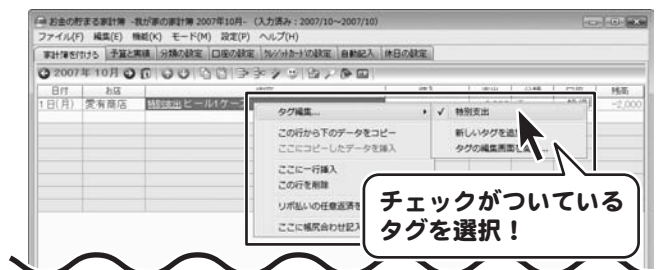 お金の貯まる家計簿 -我が家の家計簿 2007年10月- (入力済み：2007/10～2007/10)
ファイル(F) 編集(E) 機能(K) モード(M) 設定(P) ヘルプ(H)
家計簿を付ける 予算と実績 分類の設定 口座の設定 クレジットカードの設定 自動記入 休日の設定
2007年 10月
日付 お店 支出 分類 口座 残高
1日(月) 愛有商店 特別支出 ビール1ケース -2,000
タグ編集... ✓ 特別支出
新しいタグを追
この行から下のデータをコピー
タグの編集画面を
ここにコピーしたデータを挿入
ここに一行挿入
この行を削除
リボ払いの任意返済を
ここに帳尻合わせ記入
チェックがついている
タグを選択！